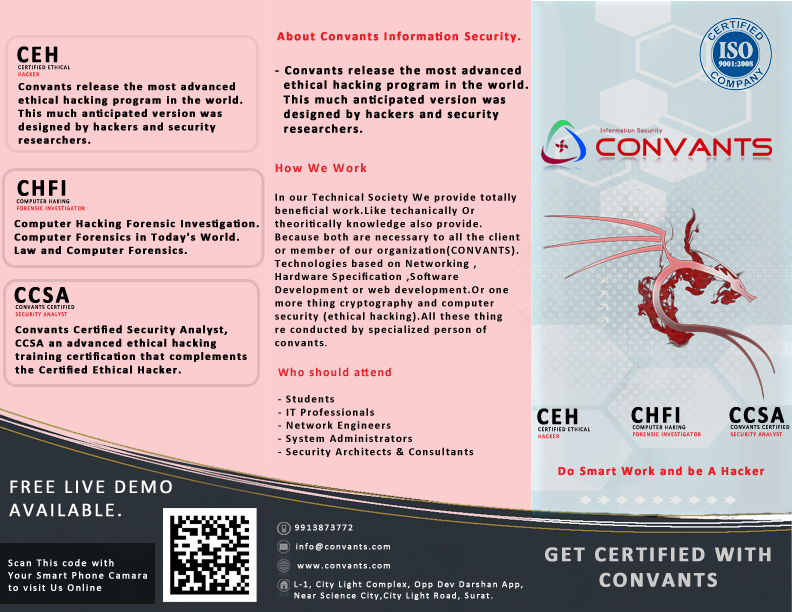 CEH
CERTIFIED ETHICAL
HACKER
Convants release the most advanced
ethical hacking program in the world.
This much anticipated version was
designed by hackers and security
researchers.
CHFI
COMPUTER HAKING
FORENSIC INVESTIGATOR
Computer Hacking Forensic Investigation.
Computer Forensics in Today's World.
Law and Computer Forensics.
CCSA
CONVANTS CERTIFIED
SECURITY ANALYST
Convants Certified Security Analyst,
CCSA an advanced ethical hacking
training certification that complements
the Certified Ethical Hacker.
FREE LIVE DEMO
AVAILABLE.
Scan This code with
Your Smart Phone Camara
to visit Us Online
About Convants Information Security.
- Convants release the most advanced
ethical hacking program in the world.
This much anticipated version was
designed by hackers and security
researchers.
How We Work
In our Technical Society We provide totally
beneficial work.Like techanically Or
theoritically knowledge also provide.
Because both are necessary to all the client
or member of our organization(CONVANTS).
Technologies based on Networking ,
Hardware Specification ,Software
Development or web development.Or one
more thing cryptography and computer
security (ethical hacking).All these thing
re conducted by specialized person of
convants.
Who should attend
- Students
- IT Professionals
- Network Engineers
- System Administrators
- Security Architects & Consultants
9913873772
info@convants.com
www.convants.com
L-1, City Light Complex, Opp Dev Darshan App,
Near Science City,City Light Road, Surat.
CERTIFIED
ISO
9001:2008
COMPANY
Information Security
CONVANTS
CEH
CERTIFIED ETHICAL
HACKER
CHFI
COMPUTER HAKING
FORENSIC INVESTIGATOR
CCSA
CONVANTS CERTIFIED
SECURITY ANALYST
Do Smart Work and be A Hacker
GET CERTIFIED WITH
CONVANTS